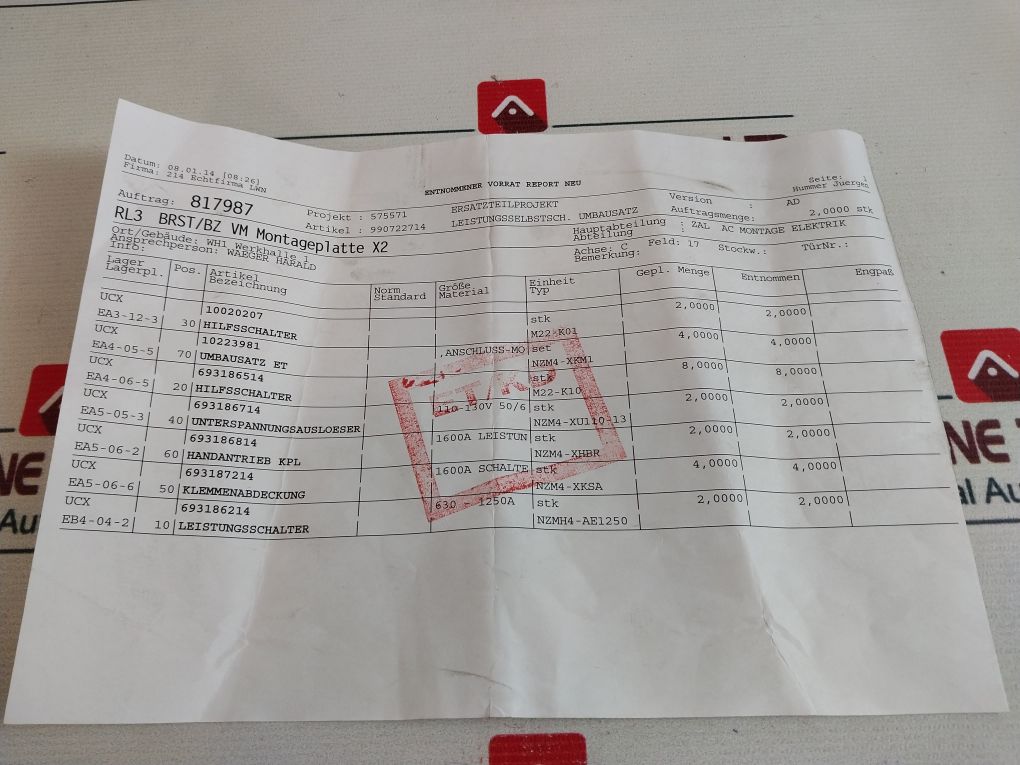 Datum: 08.01.14 [08:26]
Firma: 214 Echtfirma LWN
ENTNOMMENER VORRAT REPORT NEU
Seite: 1
Hummer Juergen
Auftrag: 817987
Projekt : 575571 ERSATZTEILPROJEKT
Version : AD
Artikel : 990722714 LEISTUNGSSELBSTSCH. UMBAUSATZ
Auftragsmenge: 2,0000 stk
RL3 BRST/BZ VM Montageplatte X2
Hauptabteilung : ZAL AC MONTAGE ELEKTRIK
Abteilung :
Ort/Gebäude: WH1 Werkhalle 1
Achse: C Feld: 17 Stockw.: TürNr.:
Ansprechperson: WAEGER HARALD
Bemerkung:
Info:
Lager Pos. Artikel Norm Größe Einheit Gepl. Menge Entnommen Engpaß
Lagerpl. Bezeichnung Standard Material Typ
UCX 10020207 stk 2,0000 2,0000
EA3-12-3 30 HILFSSCHALTER M22-K01
UCX 10223981 .ANSCHLUSS-MO set 4,0000 4,0000
EA4-05-5 70 UMBAUSATZ ET NZM4-XKM1
UCX 693186514 stk 8,0000 8,0000
EA4-06-5 20 HILFSSCHALTER M22-K10
UCX 693186714 110-130V 50/6 stk 2,0000 2,0000
EA5-05-3 40 UNTERSPANNUNGSAUSLOESER NZM4-XU110-13
UCX 693186814 1600A LEISTUN stk 2,0000 2,0000
EA5-06-2 60 HANDANTRIEB KPL NZM4-XHBR
UCX 693187214 1600A SCHALTE stk 4,0000 4,0000
EA5-06-6 50 KLEMMENABDECKUNG NZM4-XKSA
UCX 693186214 630 - 1250A stk 2,0000 2,0000
EB4-04-2 10 LEISTUNGSSCHALTER NZMH4-AE1250